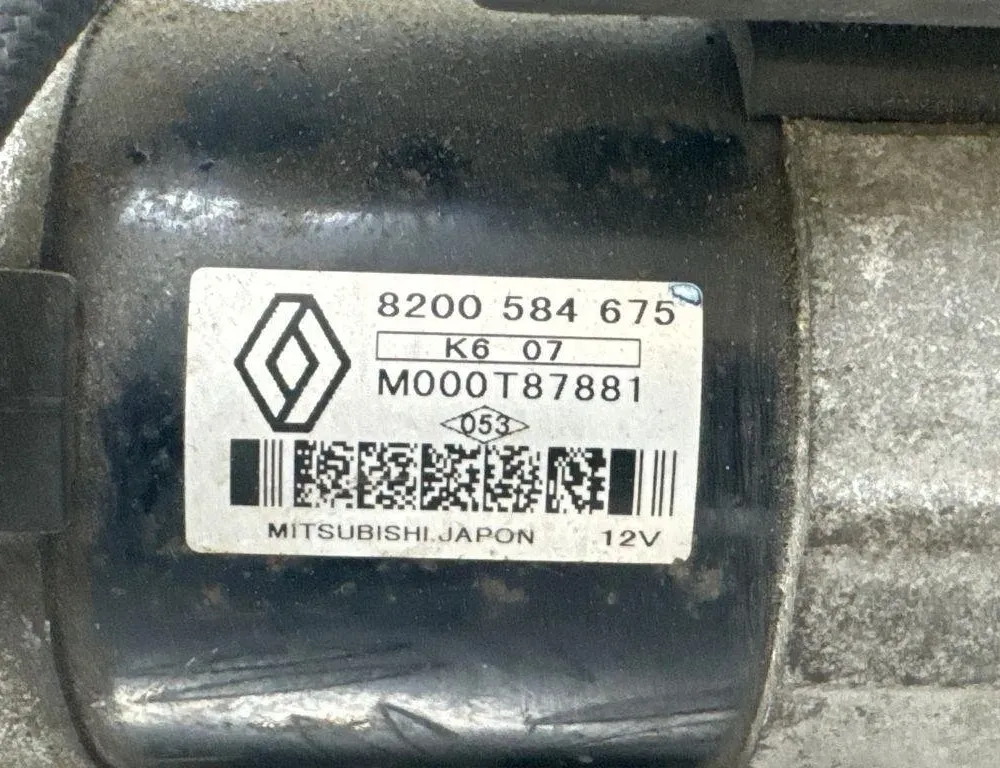 8200 584 675
K6 07
M000T87881
053
MITSUBISHI.JAPON 12V